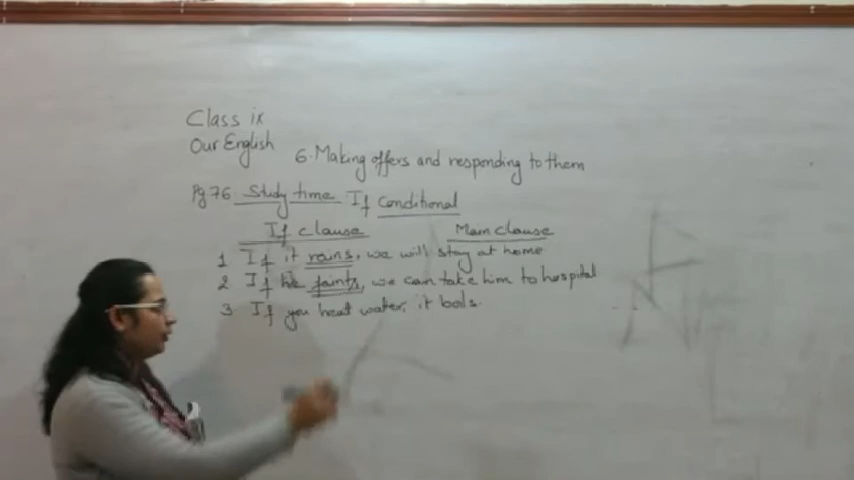 Class ix
Our English
6. Making offers and responding to them
Pg 76 Study time If conditional
If clause Main clause
1 If it rains, we will stay at home
2 If he faints, we can take him to hospital
3 If you heat water, it boils.